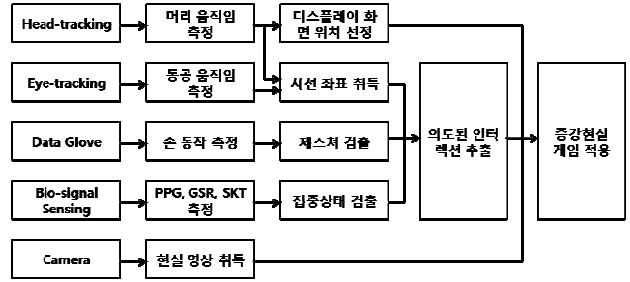 Head-tracking
머리 움직임
측정
디스플레이 화
면 위치 선정
Eye-tracking
동공 움직임
측정
시선 좌표 취득
Data Glove
손 동작 측정
제스쳐 검출
의도된 인터
렉션 추출
증강현실
게임 적용
Bio-signal
Sensing
PPG, GSR, SKT
측정
집중상태 검출
Camera
현실 영상 취득